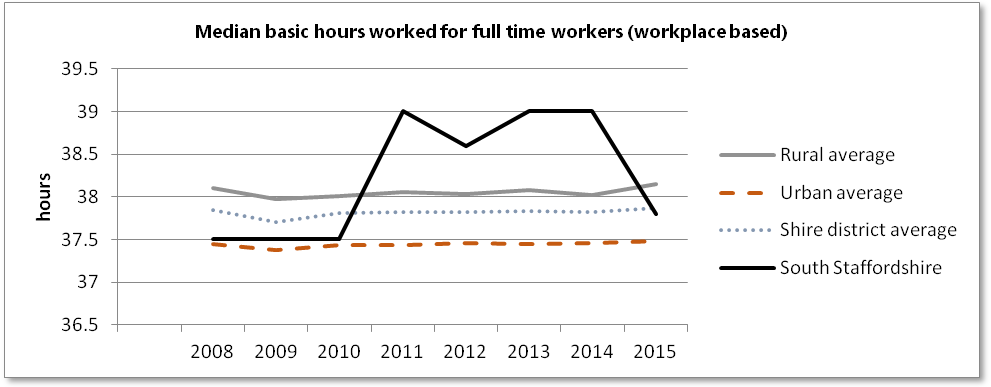 Median basic hours worked for full time workers (workplace based)
39.5
39
38.5
38
37.5
37
36.5
hours
2008 2009 2010 2011 2012 2013 2014 2015
Rural average
Urban average
Shire district average
South Staffordshire